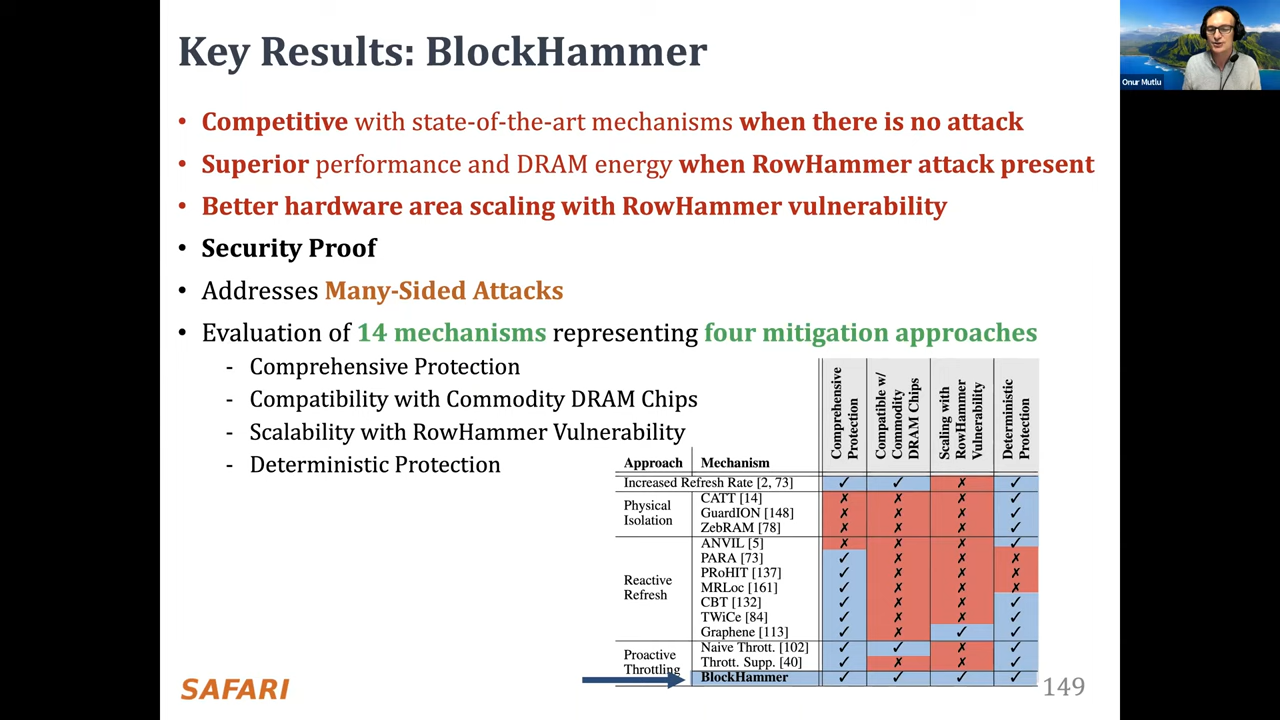 Key Results: BlockHammer
Onur Mutlu
• Competitive with state-of-the-art mechanisms when there is no attack
• Superior performance and DRAM energy when RowHammer attack present
• Better hardware area scaling with RowHammer vulnerability
• Security Proof
• Addresses Many-Sided Attacks
• Evaluation of 14 mechanisms representing four mitigation approaches
- Comprehensive Protection
- Compatibility with Commodity DRAM Chips
- Scalability with RowHammer Vulnerability
- Deterministic Protection
Approach Mechanism
Comprehensive
Protection
Compatible w/
Commodity
DRAM Chips
Scaling with
RowHammer
Vulnerability
Deterministic
Protection
Increased Refresh Rate [2, 73] ✓ ✓ ✗ ✓
Physical
Isolation
CATT [14] ✗ ✗ ✗ ✓
GuardION [148] ✗ ✗ ✗ ✓
ZebRAM [78] ✗ ✗ ✗ ✓
Reactive
Refresh
ANVIL [5] ✗ ✗ ✗ ✓
PARA [73] ✓ ✗ ✗ ✗
PRoHIT [137] ✓ ✗ ✗ ✗
MRLoc [161] ✓ ✗ ✗ ✗
CBT [132] ✓ ✗ ✗ ✓
TWiCe [84] ✓ ✗ ✗ ✓
Graphene [113] ✓ ✗ ✓ ✓
Proactive
Throttling
Naive Thrott. [102] ✓ ✓ ✗ ✓
Thrott. Supp. [40] ✓ ✗ ✗ ✓
BlockHammer ✓ ✓ ✓ ✓
SAFARI
149